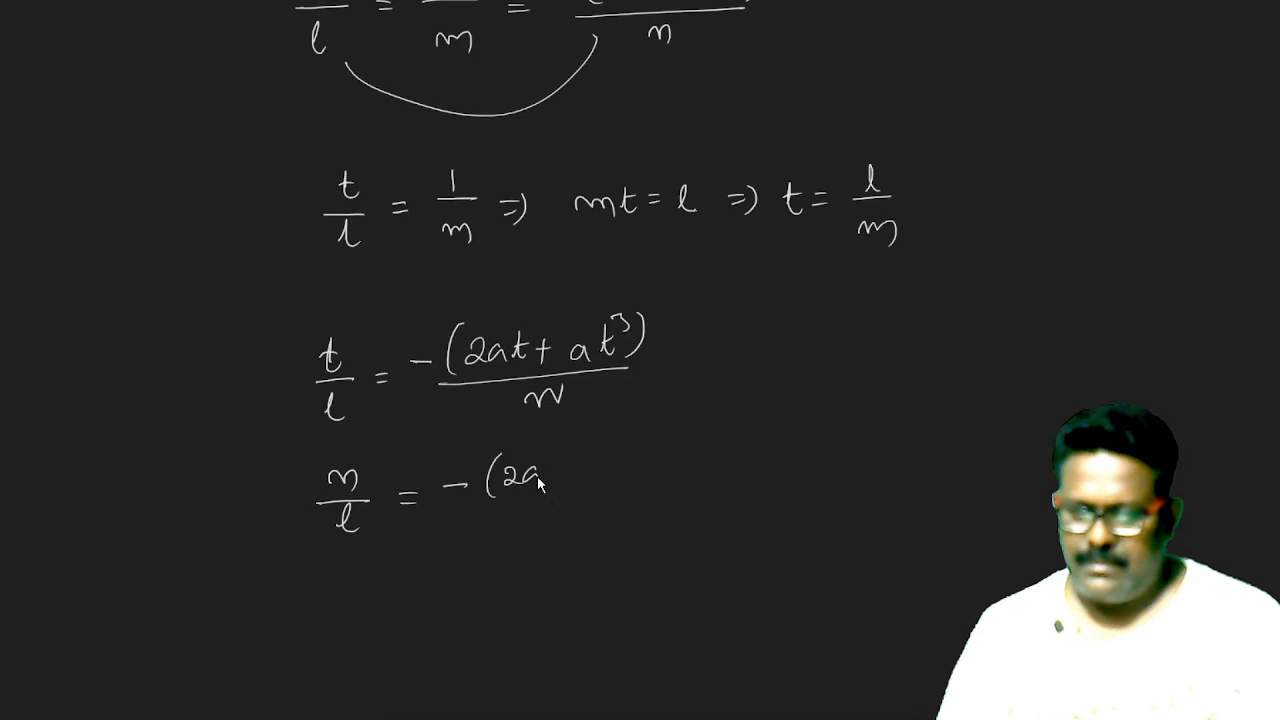 l = m = n
t/l = 1/m ⇒ mt = l ⇒ t = l/m
t/l = -(2at + at³)/n
n/l = -(2a